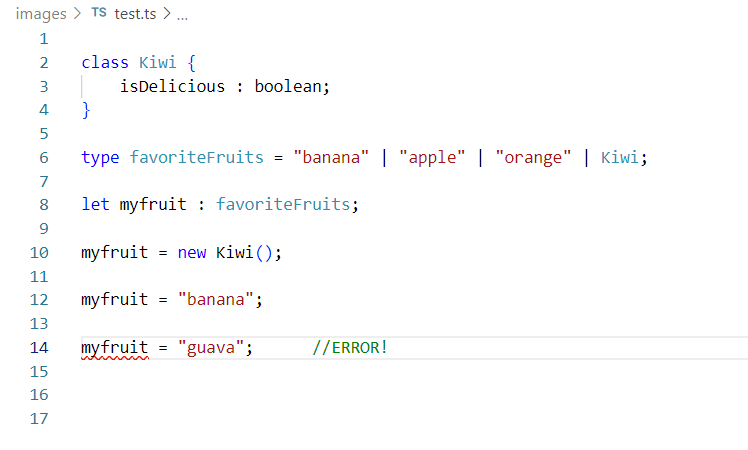 images > TS test.ts > ...
1
2 class Kiwi {
3     isDelicious : boolean;
4 }
5
6 type favoriteFruits = "banana" | "apple" | "orange" | Kiwi;
7
8 let myfruit : favoriteFruits;
9
10 myfruit = new Kiwi();
11
12 myfruit = "banana";
13
14 myfruit = "guava";      //ERROR!
15
16
17